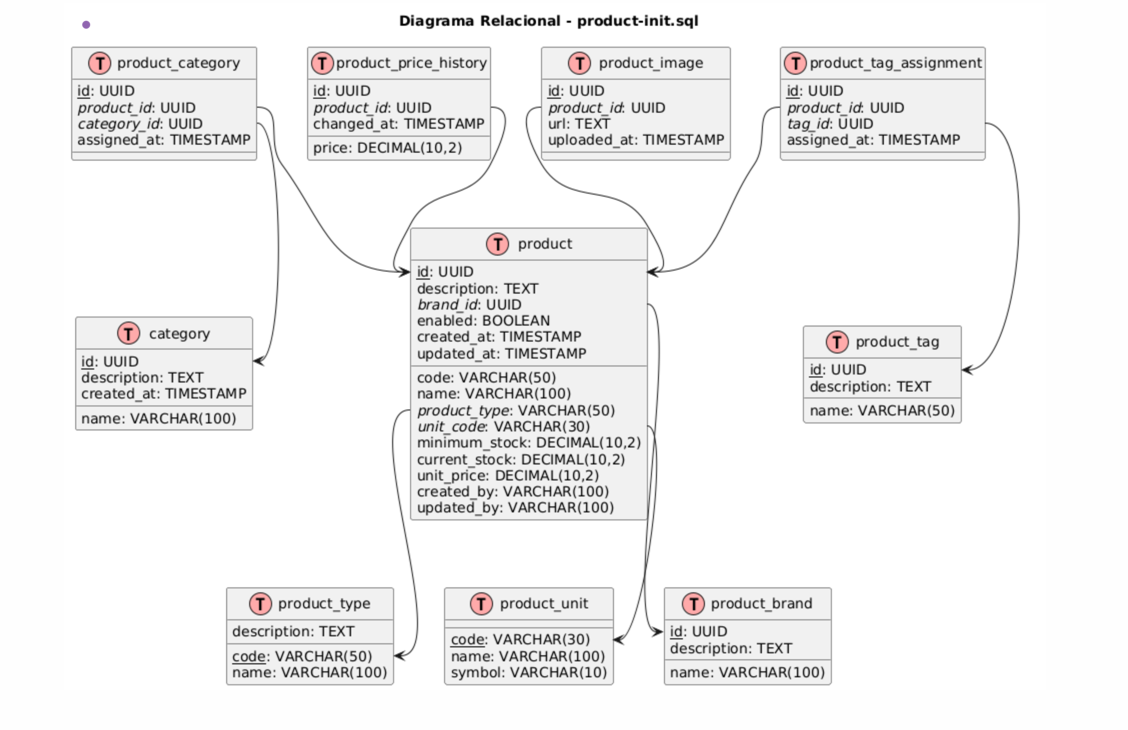 Diagrama Relacional - product-init.sql
T product_category
id: UUID
product_id: UUID
category_id: UUID
assigned_at: TIMESTAMP
T product_price_history
id: UUID
product_id: UUID
changed_at: TIMESTAMP
price: DECIMAL(10,2)
T product_image
id: UUID
product_id: UUID
url: TEXT
uploaded_at: TIMESTAMP
T product_tag_assignment
id: UUID
product_id: UUID
tag_id: UUID
assigned_at: TIMESTAMP
T product
id: UUID
description: TEXT
brand_id: UUID
enabled: BOOLEAN
created_at: TIMESTAMP
updated_at: TIMESTAMP
code: VARCHAR(50)
name: VARCHAR(100)
product_type: VARCHAR(50)
unit_code: VARCHAR(30)
minimum_stock: DECIMAL(10,2)
current_stock: DECIMAL(10,2)
unit_price: DECIMAL(10,2)
created_by: VARCHAR(100)
updated_by: VARCHAR(100)
T category
id: UUID
description: TEXT
created_at: TIMESTAMP
name: VARCHAR(100)
T product_tag
id: UUID
description: TEXT
name: VARCHAR(50)
T product_type
description: TEXT
code: VARCHAR(50)
name: VARCHAR(100)
T product_unit
code: VARCHAR(30)
name: VARCHAR(100)
symbol: VARCHAR(10)
T product_brand
id: UUID
description: TEXT
name: VARCHAR(100)